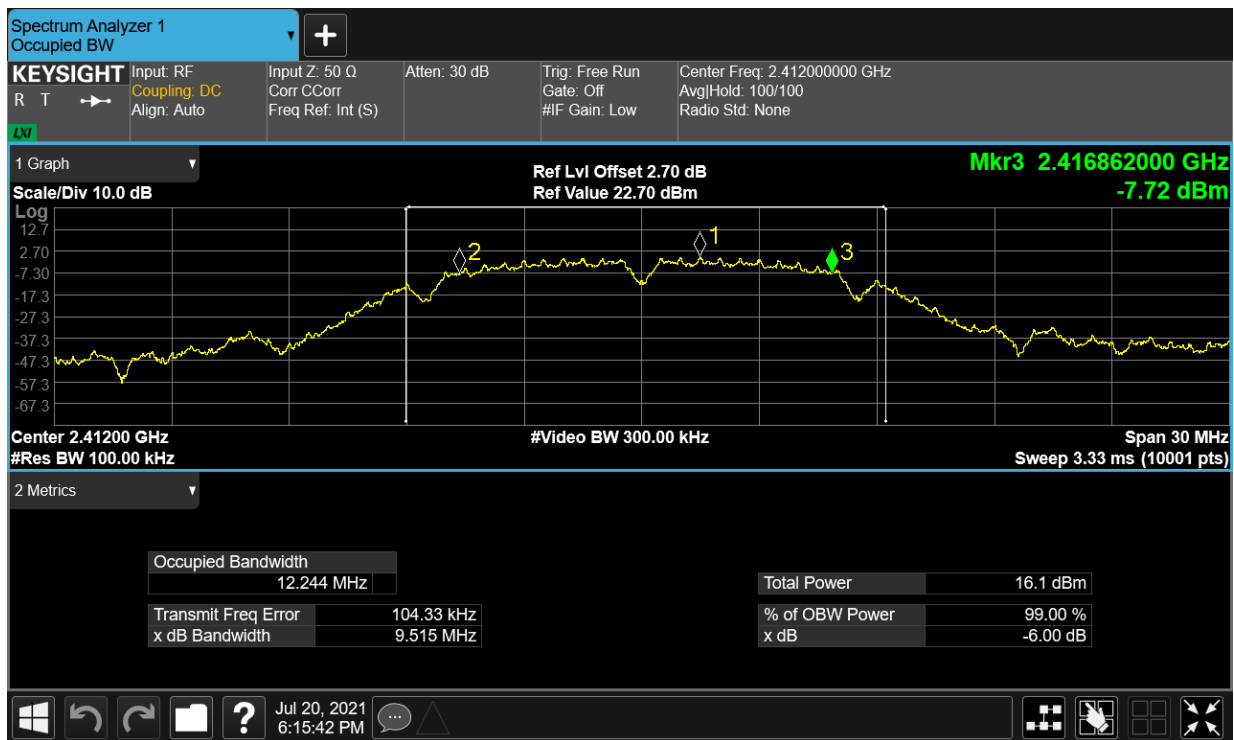 Spectrum Analyzer 1
Occupied BW
▼
+
KEYSIGHT
R T
LXI
Input: RF
Coupling: DC
Align: Auto
Input Z: 50 Ω
Corr CCorr
Freq Ref: Int (S)
Atten: 30 dB
Trig: Free Run
Gate: Off
#IF Gain: Low
Center Freq: 2.412000000 GHz
Avg|Hold: 100/100
Radio Std: None
1 Graph ▼
Scale/Div 10.0 dB
Ref Lvl Offset 2.70 dB
Ref Value 22.70 dBm
Mkr3 2.416862000 GHz
-7.72 dBm
Log
12.7
2.70
-7.30
-17.3
-27.3
-37.3
-47.3
-57.3
-67.3
2
1
3
Center 2.41200 GHz
#Video BW 300.00 kHz
Span 30 MHz
#Res BW 100.00 kHz
Sweep 3.33 ms (10001 pts)
2 Metrics ▼
Occupied Bandwidth
12.244 MHz
Total Power 16.1 dBm
Transmit Freq Error 104.33 kHz
% of OBW Power 99.00 %
x dB Bandwidth 9.515 MHz
x dB -6.00 dB
?
Jul 20, 2021
6:15:42 PM